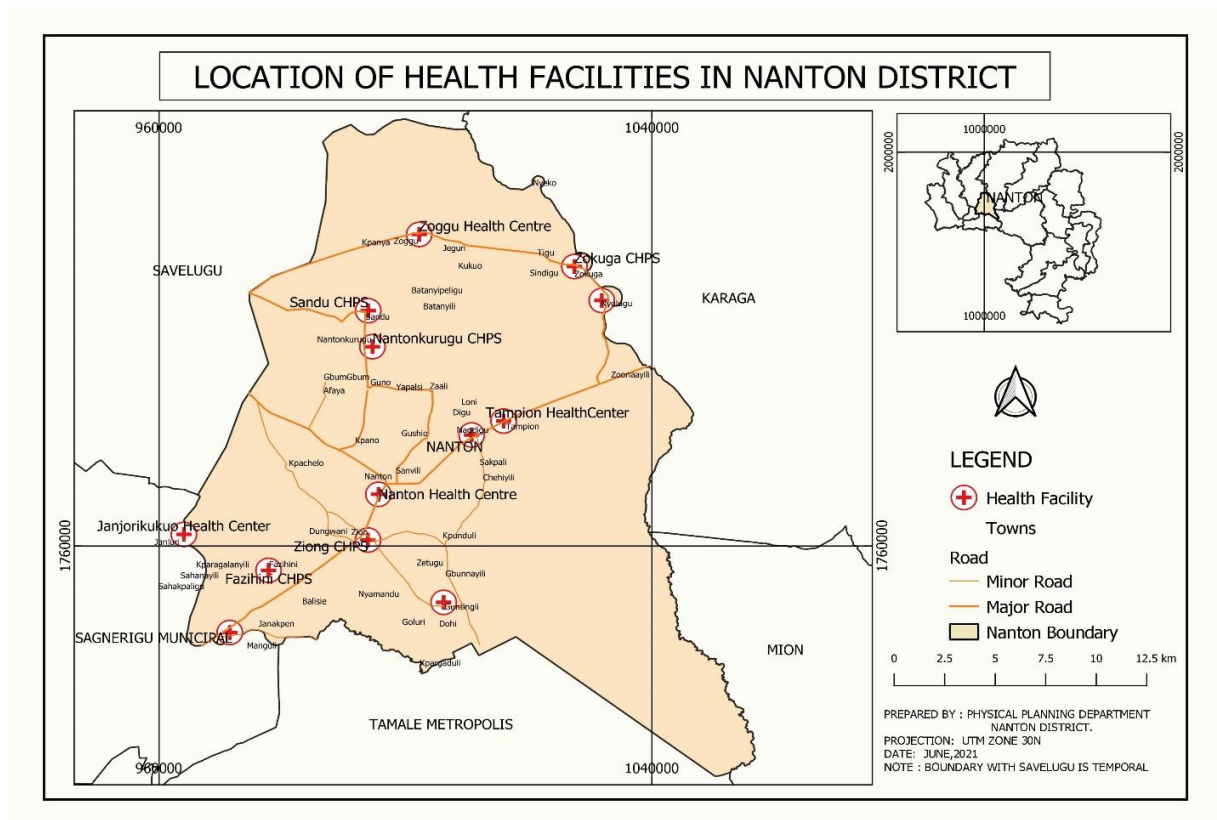 LOCATION OF HEALTH FACILITIES IN NANTON DISTRICT
960000
1040000
Nyeko
Zoggu Health Centre
Kpanya
Zoggu
Jeguri
Tigu
Kukuo
Zokuga CHPS
Sindigu
Zokuga
SAVELUGU
Batanyipeligu
Sandu CHPS
Batanyili
Sandu
KARAGA
Nantonkurugu
Nantonkurugu CHPS
GbumGbum
Afaya
Guno
Yapalsi
Zaali
Zoonaayili
Loni
Digu
Tampion HealthCenter
Tampion
Gushie
Kpano
NANTON
Kpachelo
Sakpali
Sanvili
Nanton
Chehiyili
Nanton Health Centre
Janjorikukuo Health Center
Dungwani
Kpunduli
Ziong CHPS
1760000
1760000
Kparagalanyili
Fazihini
Zetugu
Sahanayili
Fazihini CHPS
Gbunnayili
Sahakpaligu
Nyamandu
Balisie
Guntingli
Goluri
Dohi
Janakpen
SAGNERIGU MUNICIRAL
Manguli
MION
Kpargaduli
TAMALE METROPOLIS
960000
1040000
1000000
2000000
2000000
NANTON
1000000
LEGEND
Health Facility
Towns
Road
Minor Road
Major Road
Nanton Boundary
0 2.5 5 7.5 10 12.5 km
PREPARED BY : PHYSICAL PLANNING DEPARTMENT
NANTON DISTRICT.
PROJECTION: UTM ZONE 30N
DATE: JUNE,2021
NOTE : BOUNDARY WITH SAVELUGU IS TEMPORAL